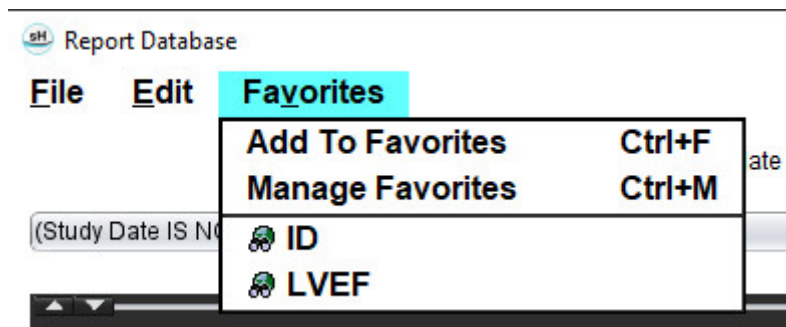 sH Report Database
File Edit Favorites
Add To Favorites Ctrl+F
ate
Manage Favorites Ctrl+M
(Study Date IS NO
ID
LVEF